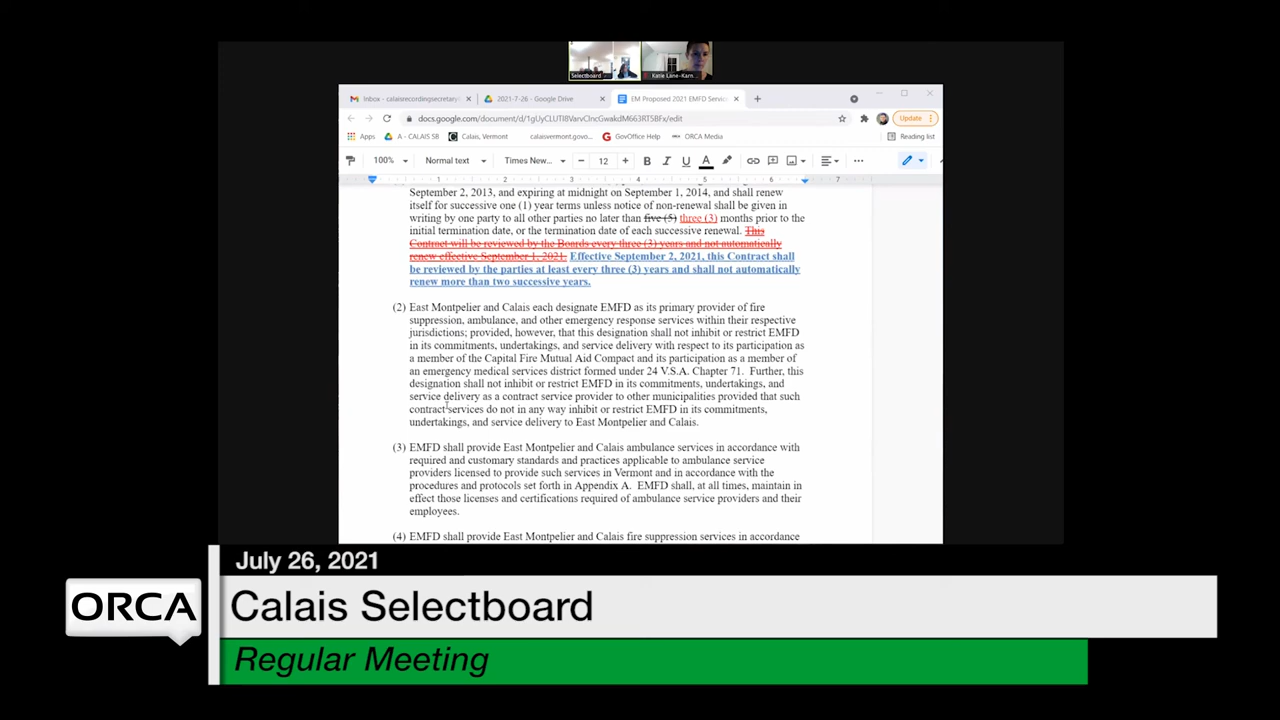 Selectboard
Katie Lane-Karn...
Inbox - calaisrecordingsecretary
2021-7-26 - Google Drive
EM Proposed 2021 EMFD Servic
Update
Apps
A - CALAIS SB
Calais, Vermont
calaisvermont.govo...
GovOffice Help
ORCA Media
Reading list
100%
Normal text
Times New...
12
B I U A
1 2 3 4 5 6 7
September 2, 2013, and expiring at midnight on September 1, 2014, and shall renew
itself for successive one (1) year terms unless notice of non-renewal shall be given in
writing by one party to all other parties no later than five (5) three (3) months prior to the
initial termination date, or the termination date of each successive renewal. This
Contract will be reviewed by the Boards every three (3) years and not automatically
renew effective September 1, 2021. Effective September 2, 2021, this Contract shall
be reviewed by the parties at least every three (3) years and shall not automatically
renew more than two successive years.
(2) East Montpelier and Calais each designate EMFD as its primary provider of fire
suppression, ambulance, and other emergency response services within their respective
jurisdictions; provided, however, that this designation shall not inhibit or restrict EMFD
in its commitments, undertakings, and service delivery with respect to its participation as
a member of the Capital Fire Mutual Aid Compact and its participation as a member of
an emergency medical services district formed under 24 V.S.A. Chapter 71. Further, this
designation shall not inhibit or restrict EMFD in its commitments, undertakings, and
service delivery as a contract service provider to other municipalities provided that such
contract services do not in any way inhibit or restrict EMFD in its commitments,
undertakings, and service delivery to East Montpelier and Calais.
(3) EMFD shall provide East Montpelier and Calais ambulance services in accordance with
required and customary standards and practices applicable to ambulance service
providers licensed to provide such services in Vermont and in accordance with the
procedures and protocols set forth in Appendix A. EMFD shall, at all times, maintain in
effect those licenses and certifications required of ambulance service providers and their
employees.
(4) EMFD shall provide East Montpelier and Calais fire suppression services in accordance
July 26, 2021
ORCA
Calais Selectboard
Regular Meeting